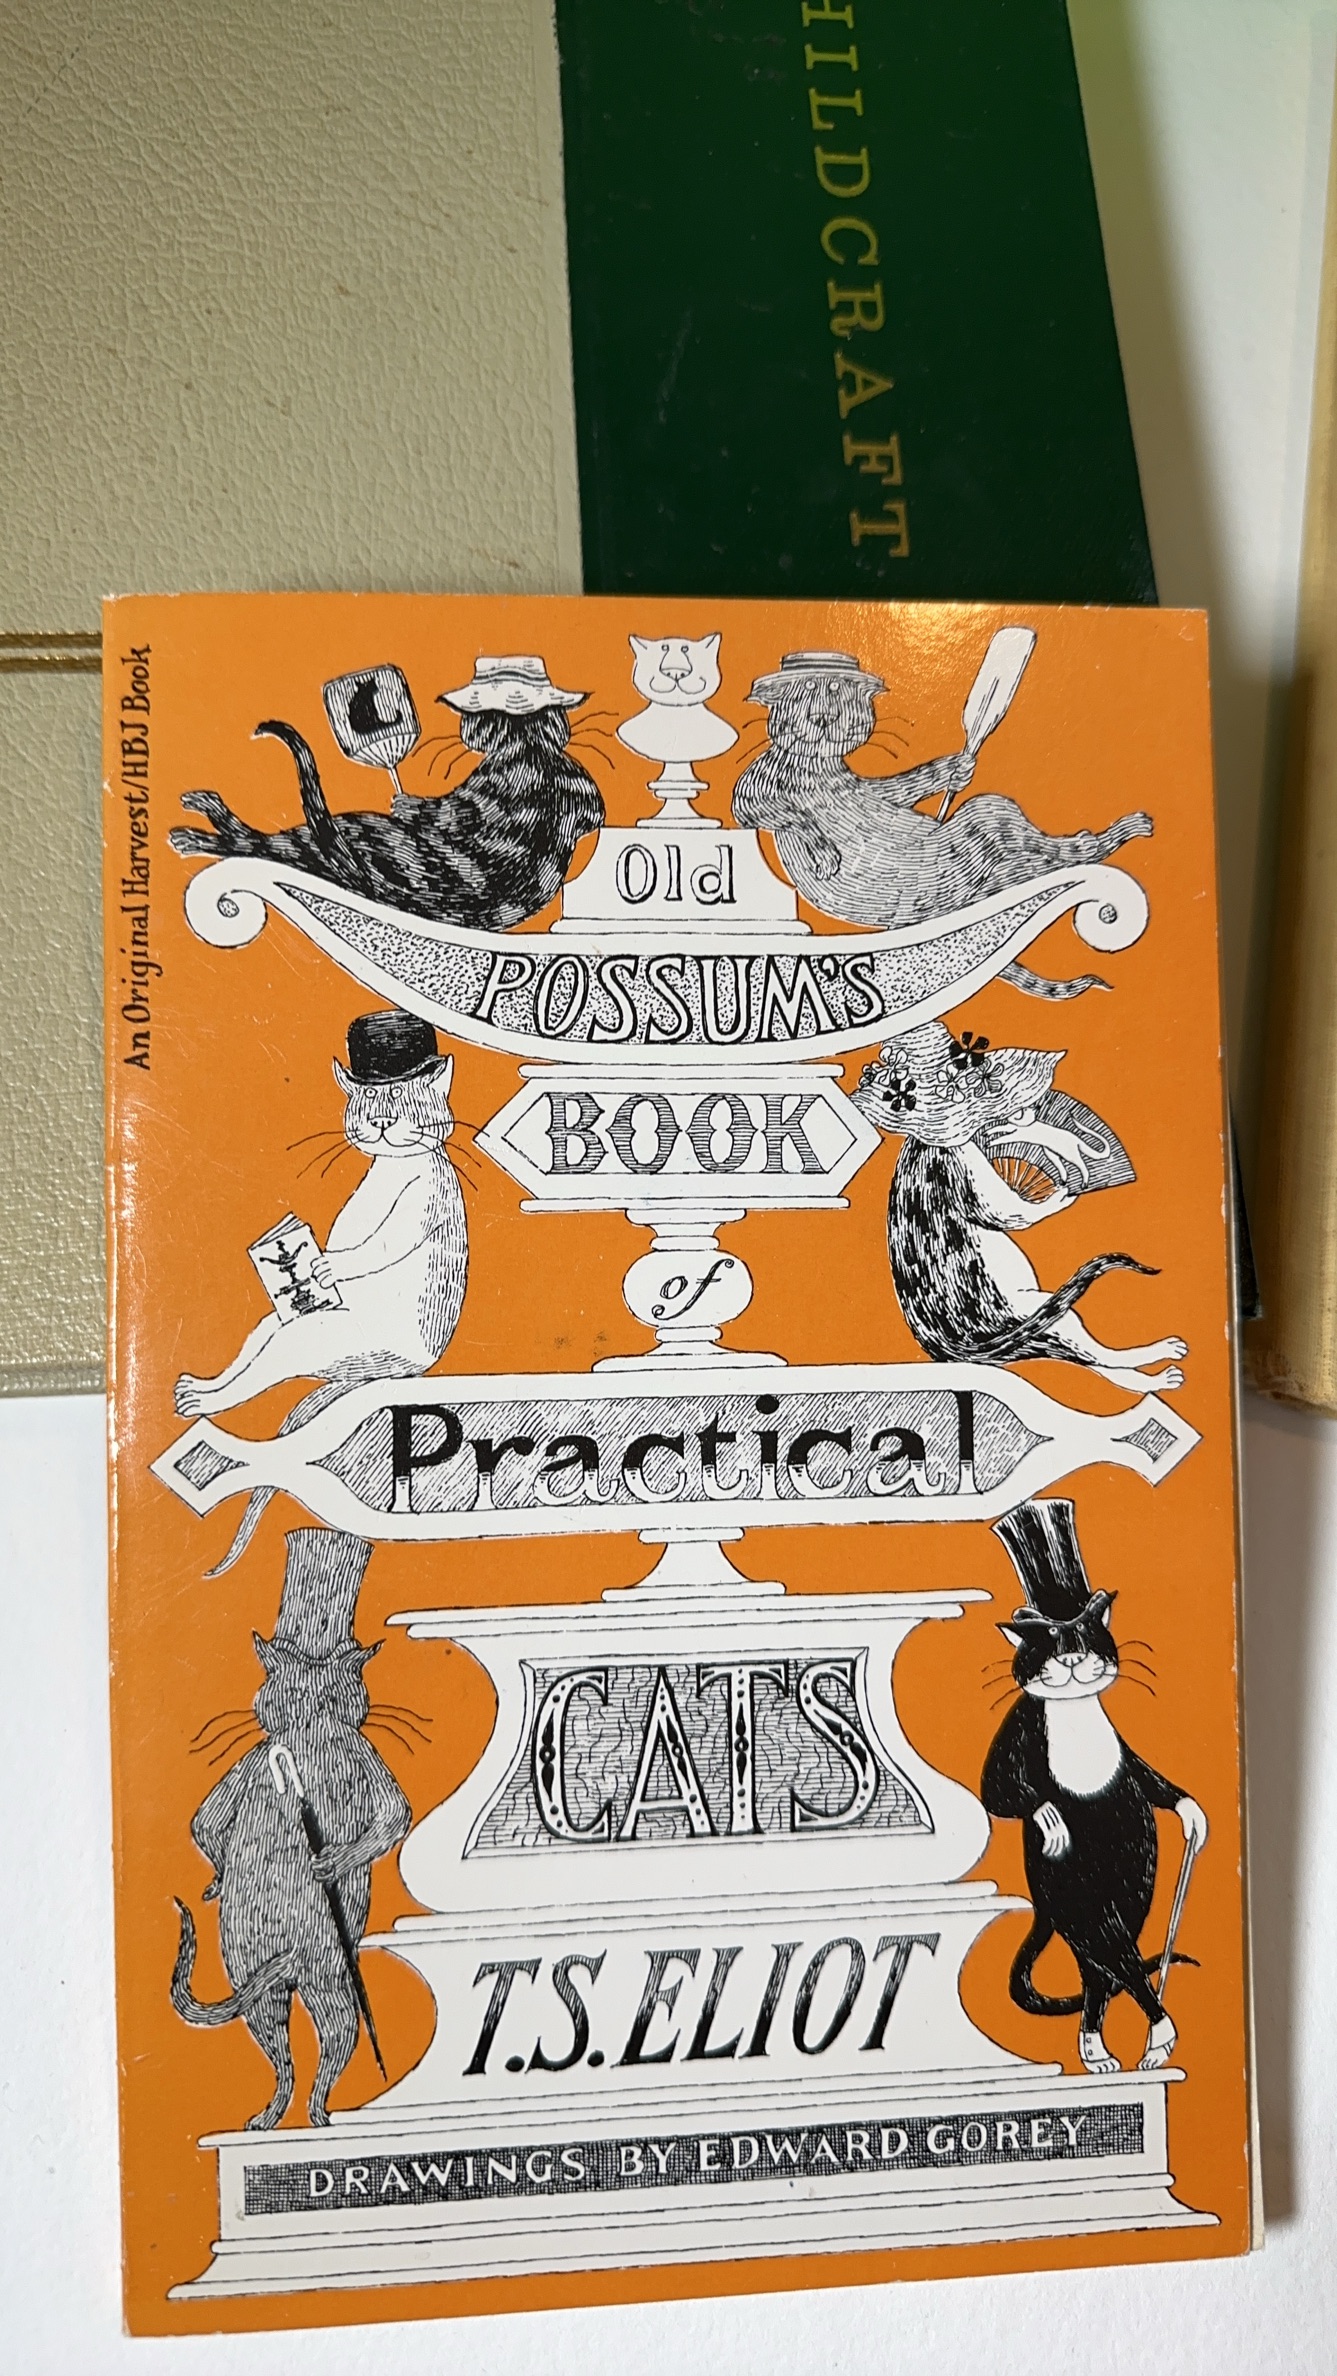 HILDCRAFT
An Original Harvest/HBJ Book
Old
POSSUM'S
BOOK
of
Practical
CATS
T.S. ELIOT
DRAWINGS BY EDWARD GOREY